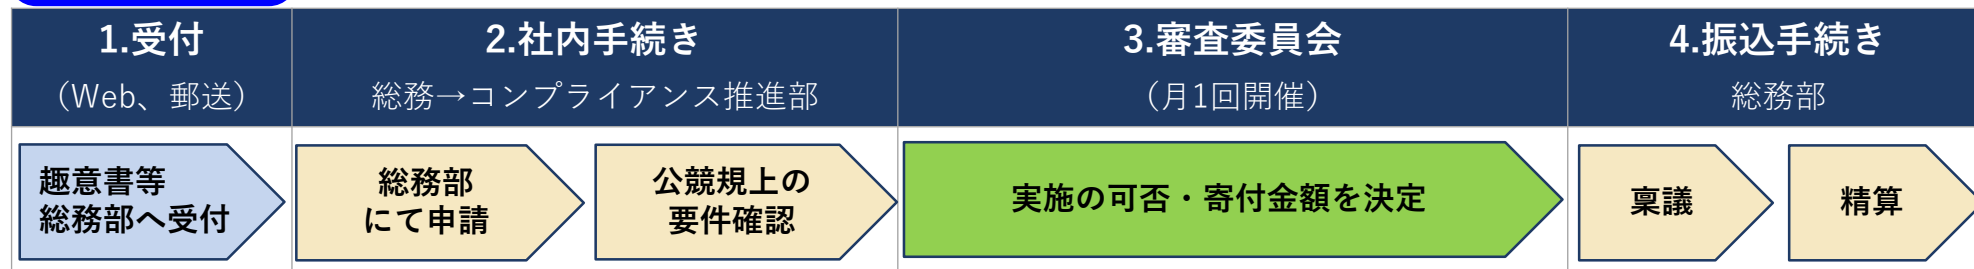 1.受付
（Web、郵送）
2.社内手続き
総務→コンプライアンス推進部
3.審査委員会
（月1回開催）
4.振込手続き
総務部
趣意書等
総務部へ受付
総務部
にて申請
公競規上の
要件確認
実施の可否・寄付金額を決定
稟議
精算